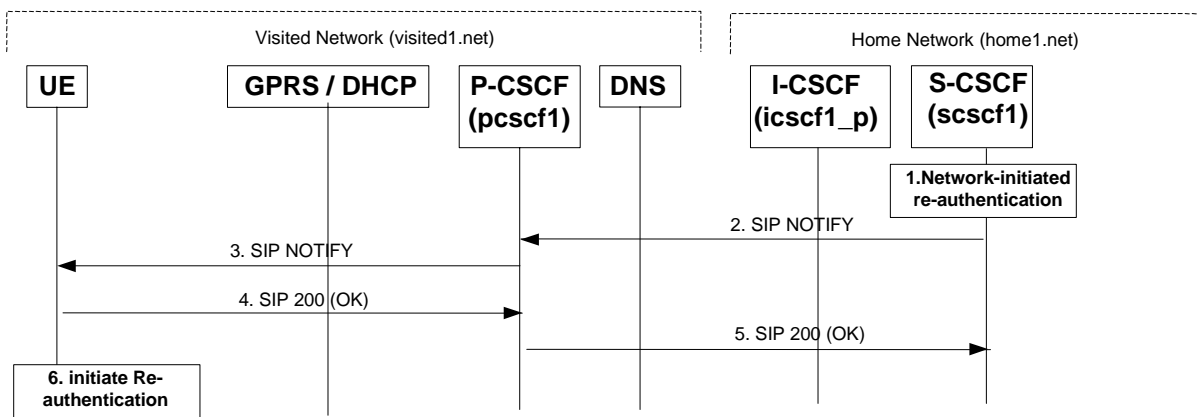 Visited Network (visited1.net)
Home Network (home1.net)
UE
GPRS / DHCP
P-CSCF
(pcscf1)
DNS
I-CSCF
(icscf1_p)
S-CSCF
(scscf1)
1.Network-initiated
re-authentication
2. SIP NOTIFY
3. SIP NOTIFY
4. SIP 200 (OK)
5. SIP 200 (OK)
6. initiate Re-
authentication